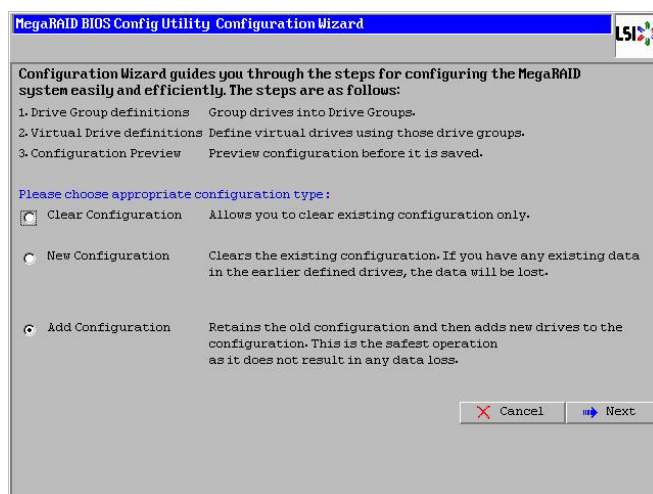 MegaRAID BIOS Config Utility Configuration Wizard
LSI
Configuration Wizard guides you through the steps for configuring the MegaRAID
system easily and efficiently. The steps are as follows:
1. Drive Group definitions Group drives into Drive Groups.
2. Virtual Drive definitions Define virtual drives using those drive groups.
3. Configuration Preview Preview configuration before it is saved.
Please choose appropriate configuration type:
Clear Configuration Allows you to clear existing configuration only.
New Configuration Clears the existing configuration. If you have any existing data
in the earlier defined drives, the data will be lost.
Add Configuration Retains the old configuration and then adds new drives to the
configuration. This is the safest operation
as it does not result in any data loss.
Cancel Next